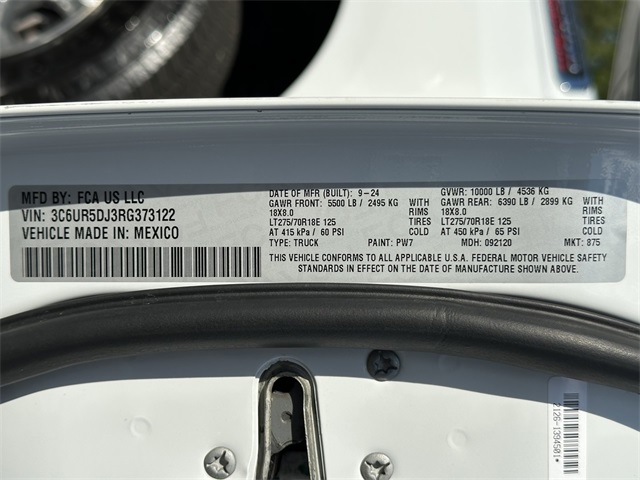 MFD BY: FCA US LLC
VIN: 3C6UR5DJ3RG373122
VEHICLE MADE IN: MEXICO
DATE OF MFR (BUILT): 9-24 GVWR: 10000 LB / 4536 KG
GAWR FRONT: 5500 LB / 2495 KG WITH GAWR REAR: 6390 LB / 2899 KG WITH
18X8.0 RIMS 18X8.0 RIMS
LT275/70R18E 125 TIRES LT275/70R18E 125 TIRES
AT 415 kPa / 60 PSI COLD AT 450 kPa / 65 PSI COLD
TYPE: TRUCK PAINT: PW7 MDH: 092120 MKT: 875
THIS VEHICLE CONFORMS TO ALL APPLICABLE U.S.A. FEDERAL MOTOR VEHICLE SAFETY
STANDARDS IN EFFECT ON THE DATE OF MANUFACTURE SHOWN ABOVE.
2126-1394501*